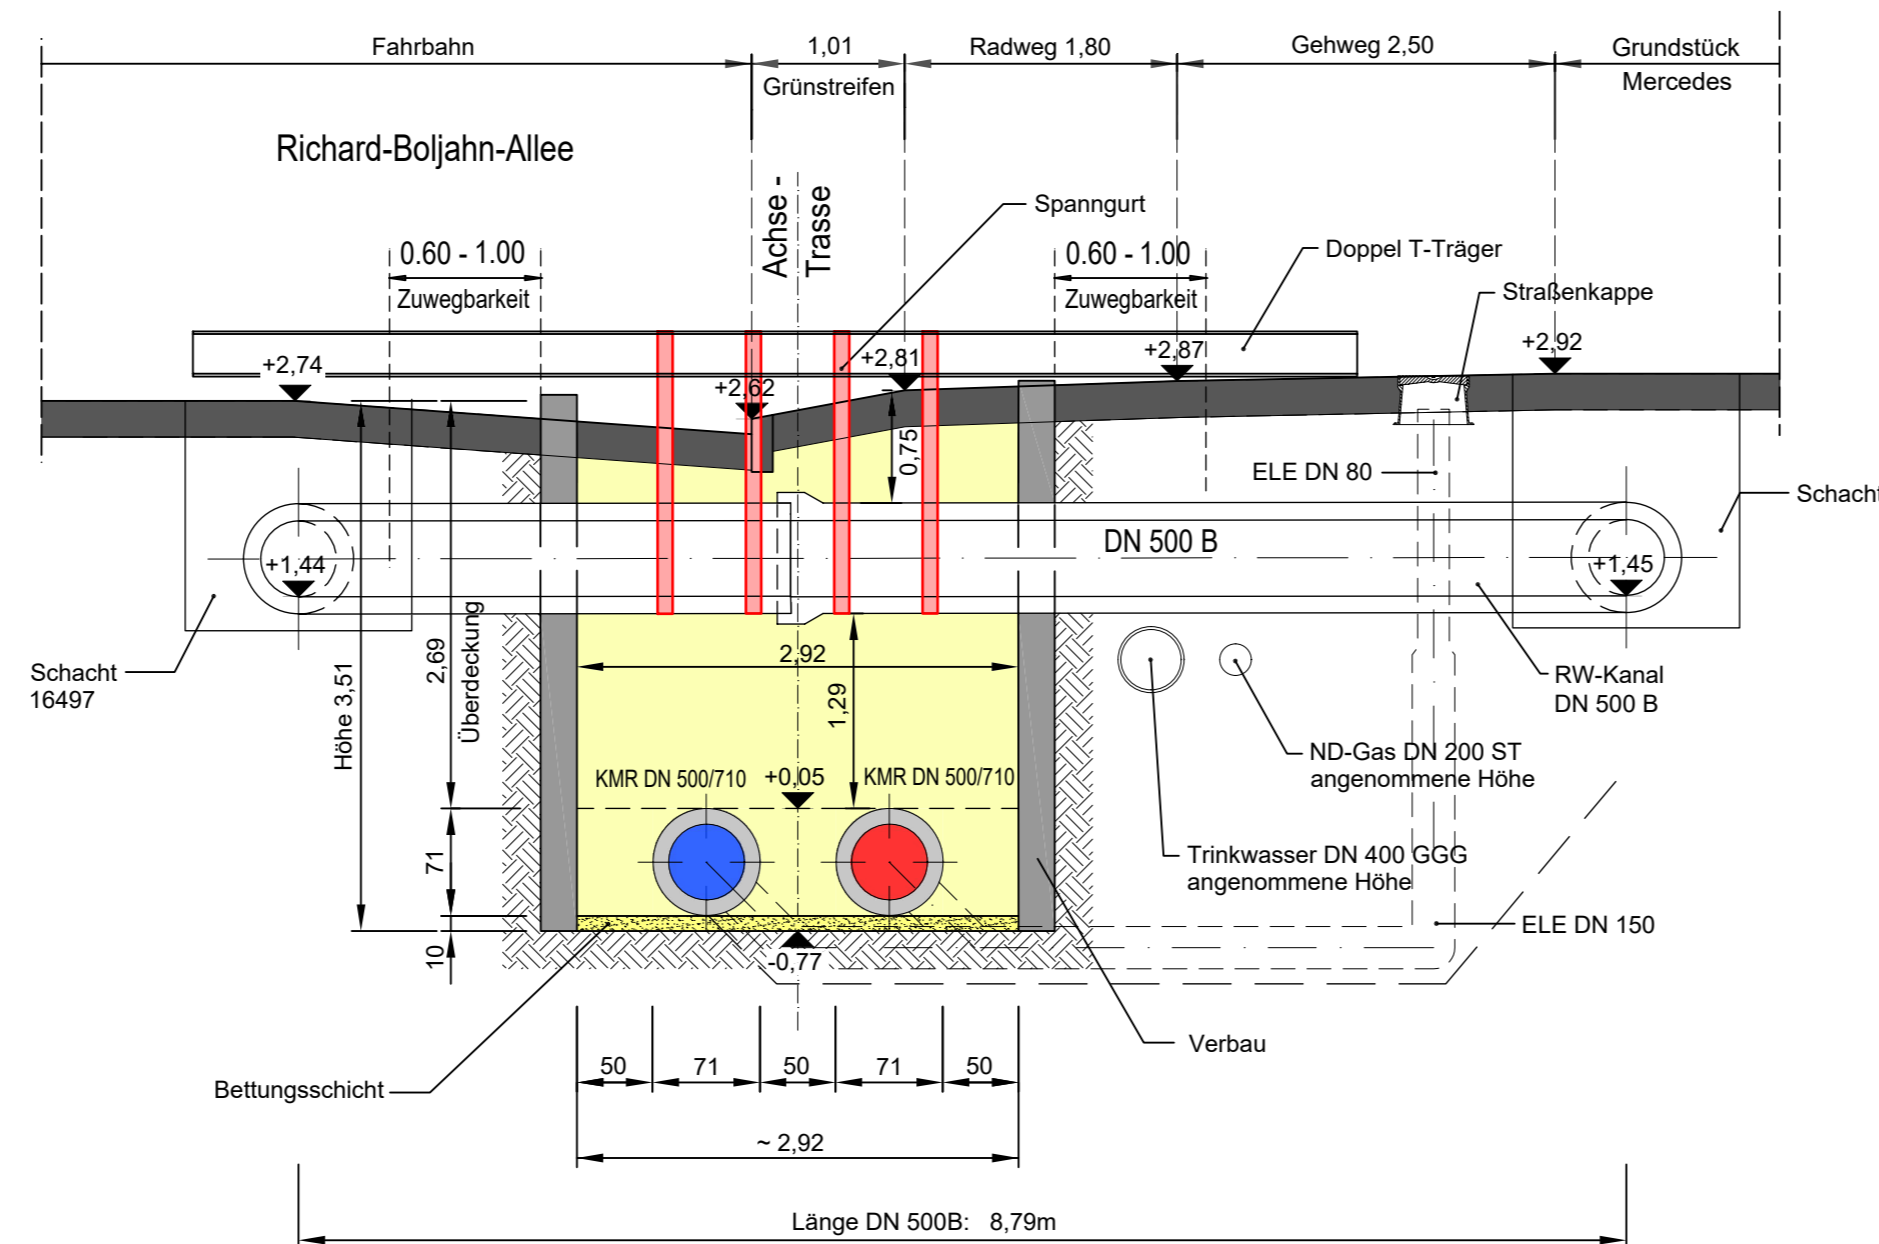 Fahrbahn
1,01
Radweg 1,80
Gehweg 2,50
Grundstück
Grünstreifen
Mercedes
Richard-Boljahn-Allee
Achse -
Trasse
Spanngurt
0.60 - 1.00
Zuwegbarkeit
0.60 - 1.00
Zuwegbarkeit
Doppel T-Träger
Straßenkappe
+2,74
+2,62
+2,81
+2,87
+2,92
0,75
ELE DN 80
Schacht
DN 500 B
+1,44
+1,45
Schacht
16497
Höhe 3,51
2,69
Überdeckung
2,92
1,29
RW-Kanal
DN 500 B
ND-Gas DN 200 ST
angenommene Höhe
KMR DN 500/710
+0,05
KMR DN 500/710
71
Trinkwasser DN 400 GGG
angenommene Höhe
ELE DN 150
10
-0,77
Verbau
Bettungsschicht
50
71
50
71
50
~ 2,92
Länge DN 500B: 8,79m